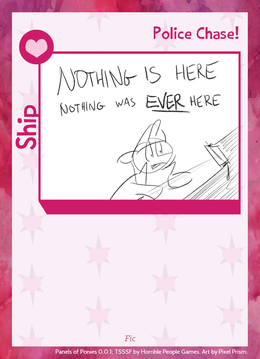 Police Chase!
Ship
NOTHING IS HERE
NOTHING WAS EVER HERE
Fic
Panels of Ponies 0.0.1; TSSSF by Horrible People Games. Art by Pixel Prism.